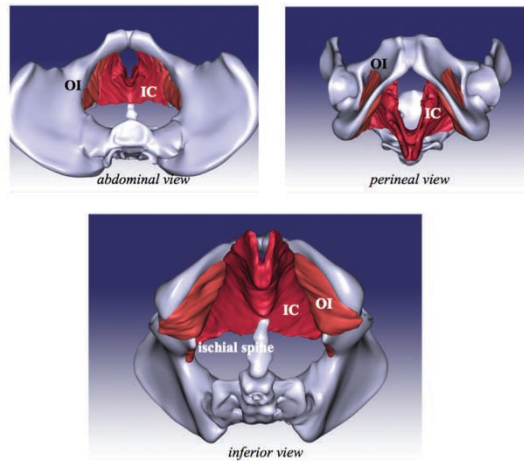 OI
IC
abdominal view
OI
IC
perineal view
IC
OI
ischial spine
inferior view